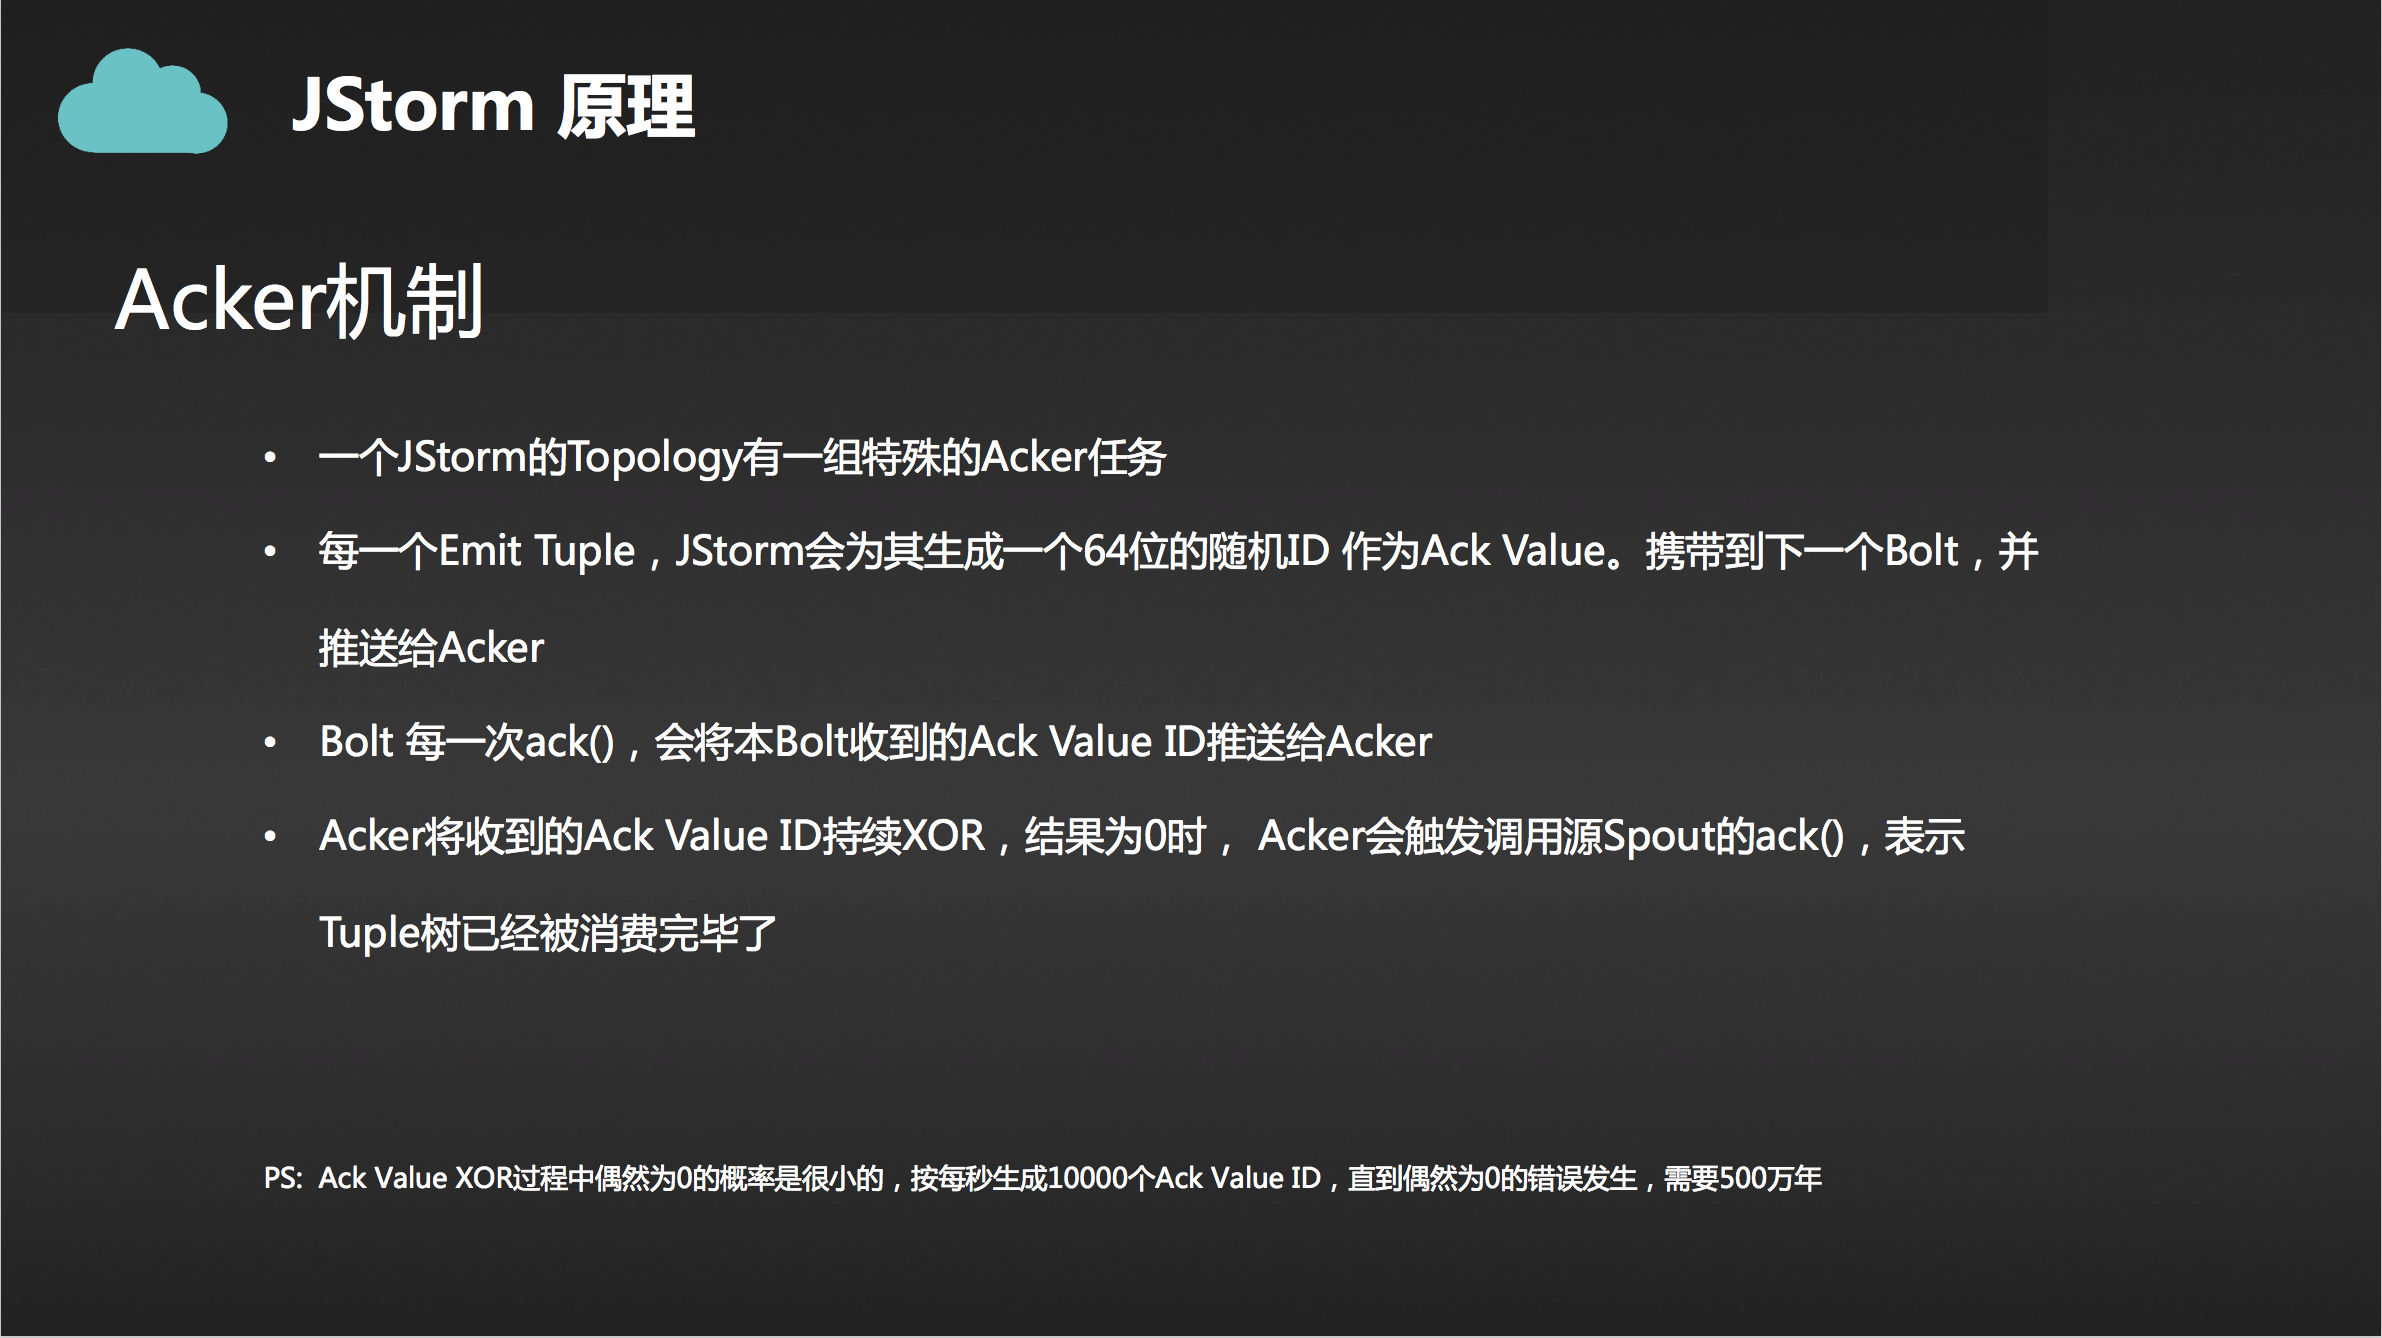 JStorm 原理
Acker机制
• 一个JStorm的Topology有一组特殊的Acker任务
• 每一个Emit Tuple，JStorm会为其生成一个64位的随机ID 作为Ack Value。携带到下一个Bolt，并
推送给Acker
• Bolt 每一次ack()，会将本Bolt收到的Ack Value ID推送给Acker
• Acker将收到的Ack Value ID持续XOR，结果为0时， Acker会触发调用源Spout的ack()，表示
Tuple树已经被消费完毕了
PS: Ack Value XOR过程中偶然为0的概率是很小的，按每秒生成10000个Ack Value ID，直到偶然为0的错误发生，需要500万年